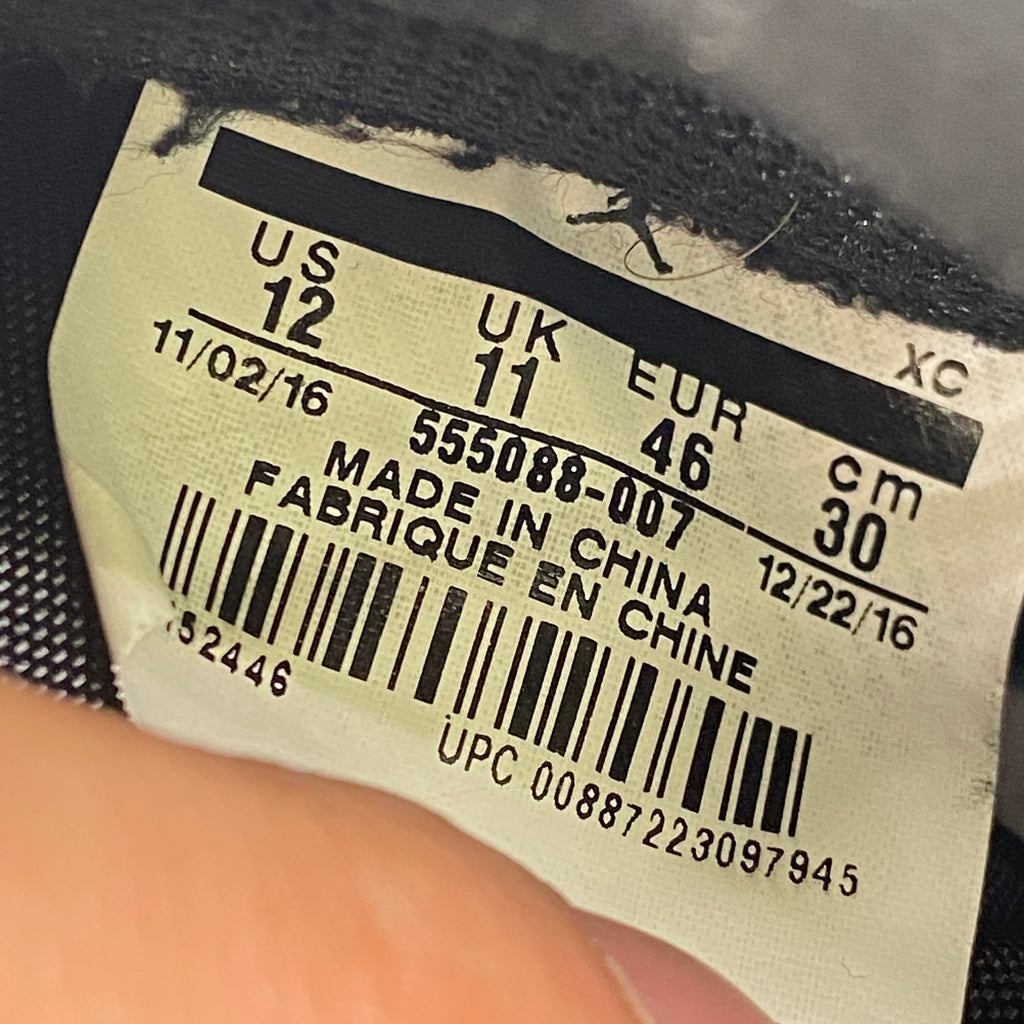 XC
US UK EUR cm
12 11 46 30
11/02/16 555088-007 12/22/16
MADE IN CHINA
FABRIQUE EN CHINE
152446
UPC 00887223097945